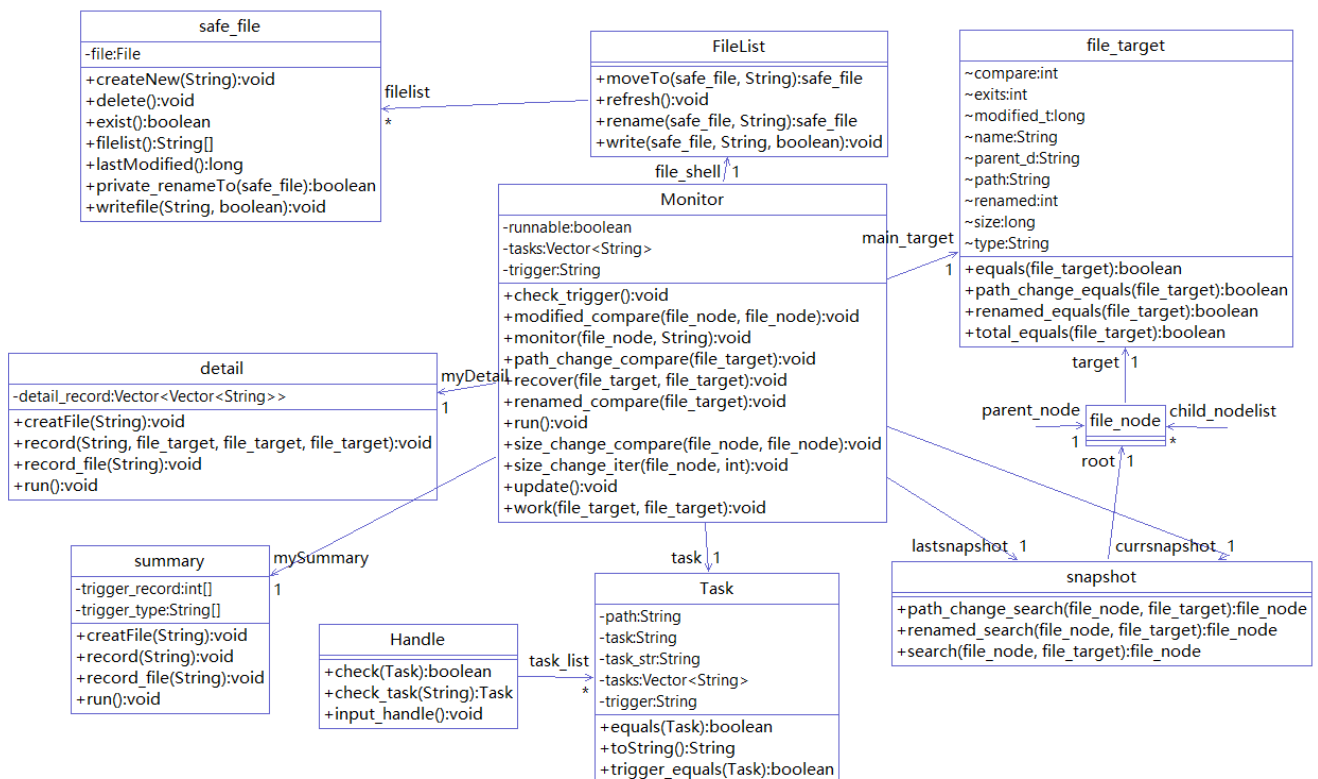 safe_file
-file:File
+createNew(String):void
+delete():void
+exist():boolean
+filelist():String[]
+lastModified():long
+private_renameTo(safe_file):boolean
+writefile(String, boolean):void
filelist
*
FileList
+moveTo(safe_file, String):safe_file
+refresh():void
+rename(safe_file, String):safe_file
+write(safe_file, String, boolean):void
file_shell 1
file_target
~compare:int
~exits:int
~modified_t:long
~name:String
~parent_d:String
~path:String
~renamed:int
~size:long
~type:String
+equals(file_target):boolean
+path_change_equals(file_target):boolean
+renamed_equals(file_target):boolean
+total_equals(file_target):boolean
Monitor
-runnable:boolean
-tasks:Vector<String>
-trigger:String
+check_trigger():void
+modified_compare(file_node, file_node):void
+monitor(file_node, String):void
+path_change_compare(file_target):void
+recover(file_target, file_target):void
+renamed_compare(file_target):void
+run():void
+size_change_compare(file_node, file_node):void
+size_change_iter(file_node, int):void
+update():void
+work(file_target, file_target):void
main_target
1
detail
-detail_record:Vector<Vector<String>>
+creatFile(String):void
+record(String, file_target, file_target, file_target):void
+record_file(String):void
+run():void
myDetail
1
target 1
parent_node
1
file_node
child_nodelist
*
root 1
summary
-trigger_record:int[]
-trigger_type:String[]
+creatFile(String):void
+record(String):void
+record_file(String):void
+run():void
mySummary
1
Handle
+check(Task):boolean
+check_task(String):Task
+input_handle():void
task_list
*
task 1
Task
-path:String
-task:String
-task_str:String
-tasks:Vector<String>
-trigger:String
+equals(Task):boolean
+toString():String
+trigger_equals(Task):boolean
lastsnapshot 1
currsnapshot 1
snapshot
+path_change_search(file_node, file_target):file_node
+renamed_search(file_node, file_target):file_node
+search(file_node, file_target):file_node